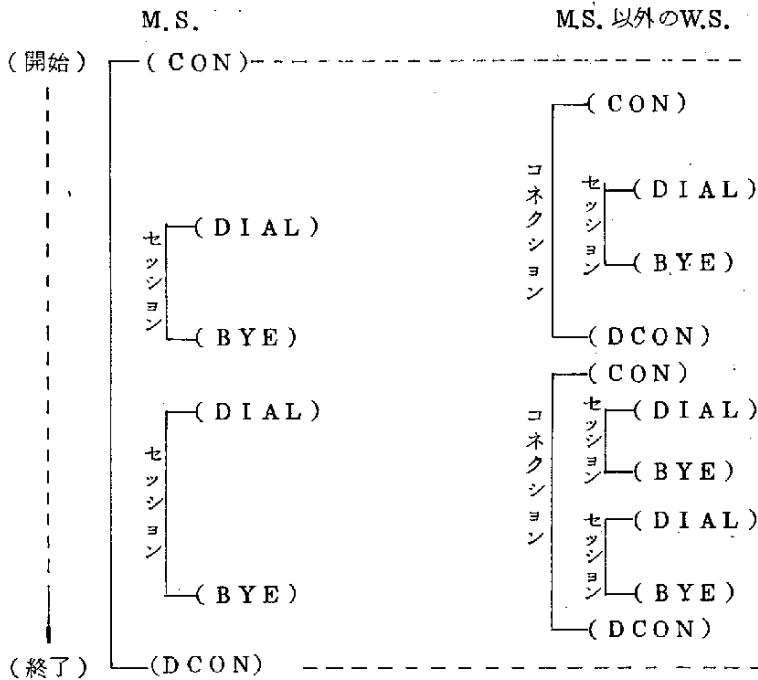 M.S. M.S. 以外のW.S.
(開始) (CON)
(CON)
コネクション
セッション
(DIAL)
(DIAL)
セッション
(BYE)
(BYE)
(DCON)
(CON)
(DIAL)
コネクション
セッション
(DIAL)
セッション
(BYE)
セッション
(DIAL)
(BYE)
(BYE)
(DCON)
(終了) (DCON)